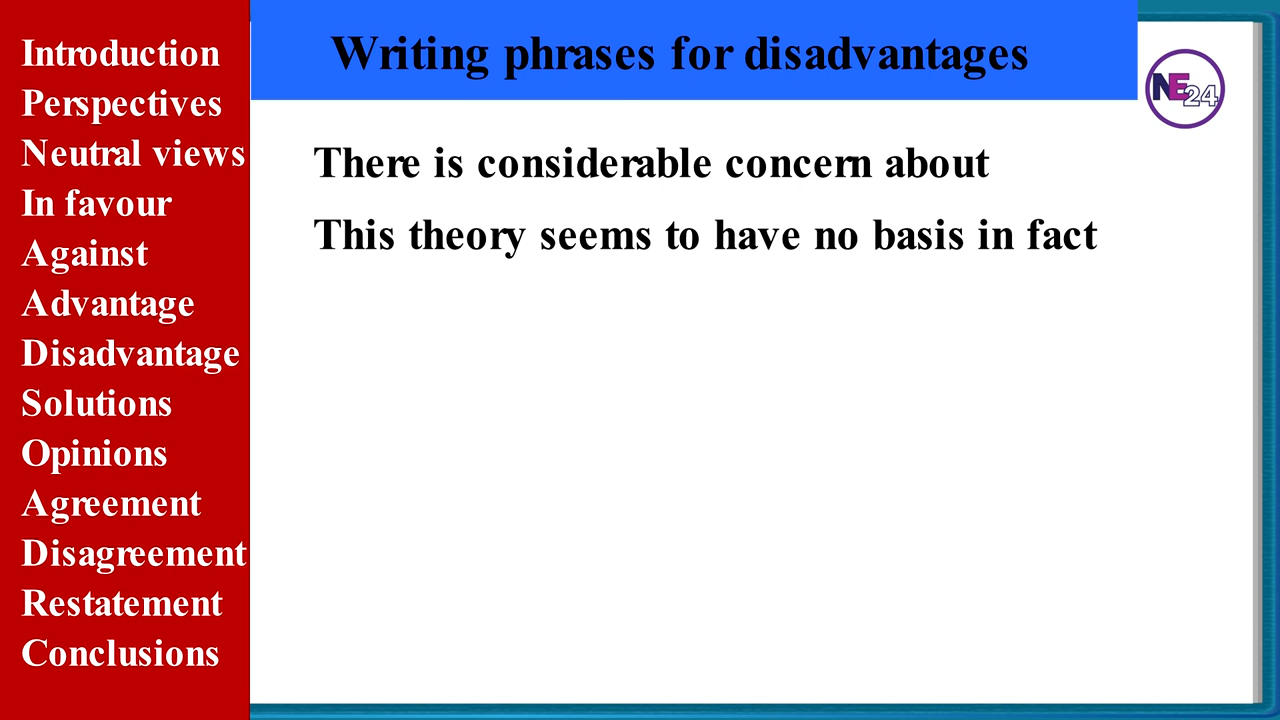 Introduction
Perspectives
Neutral views
In favour
Against
Advantage
Disadvantage
Solutions
Opinions
Agreement
Disagreement
Restatement
Conclusions
Writing phrases for disadvantages
NE24
There is considerable concern about
This theory seems to have no basis in fact